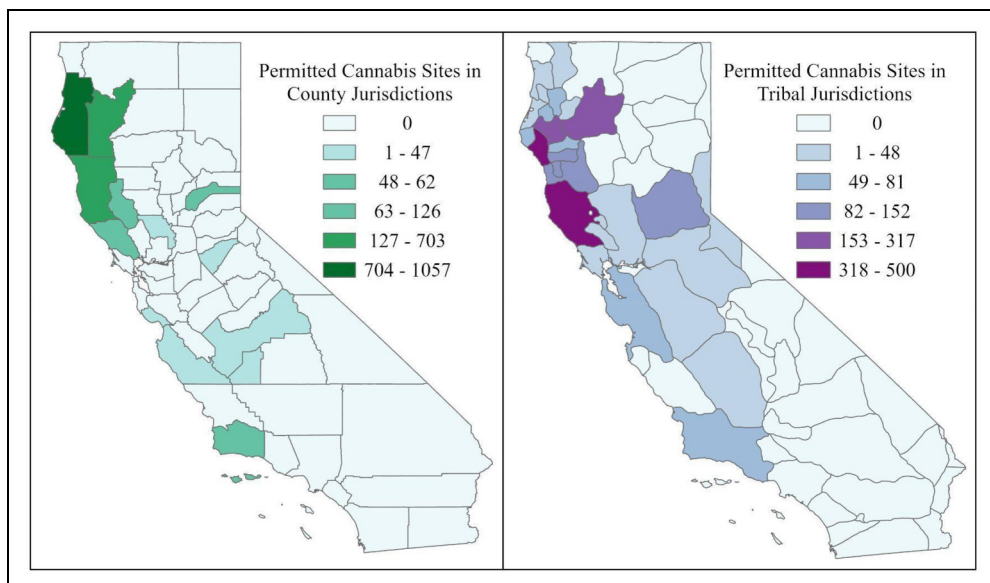 Permitted Cannabis Sites in
County Jurisdictions
0
1 - 47
48 - 62
63 - 126
127 - 703
704 - 1057
Permitted Cannabis Sites in
Tribal Jurisdictions
0
1 - 48
49 - 81
82 - 152
153 - 317
318 - 500